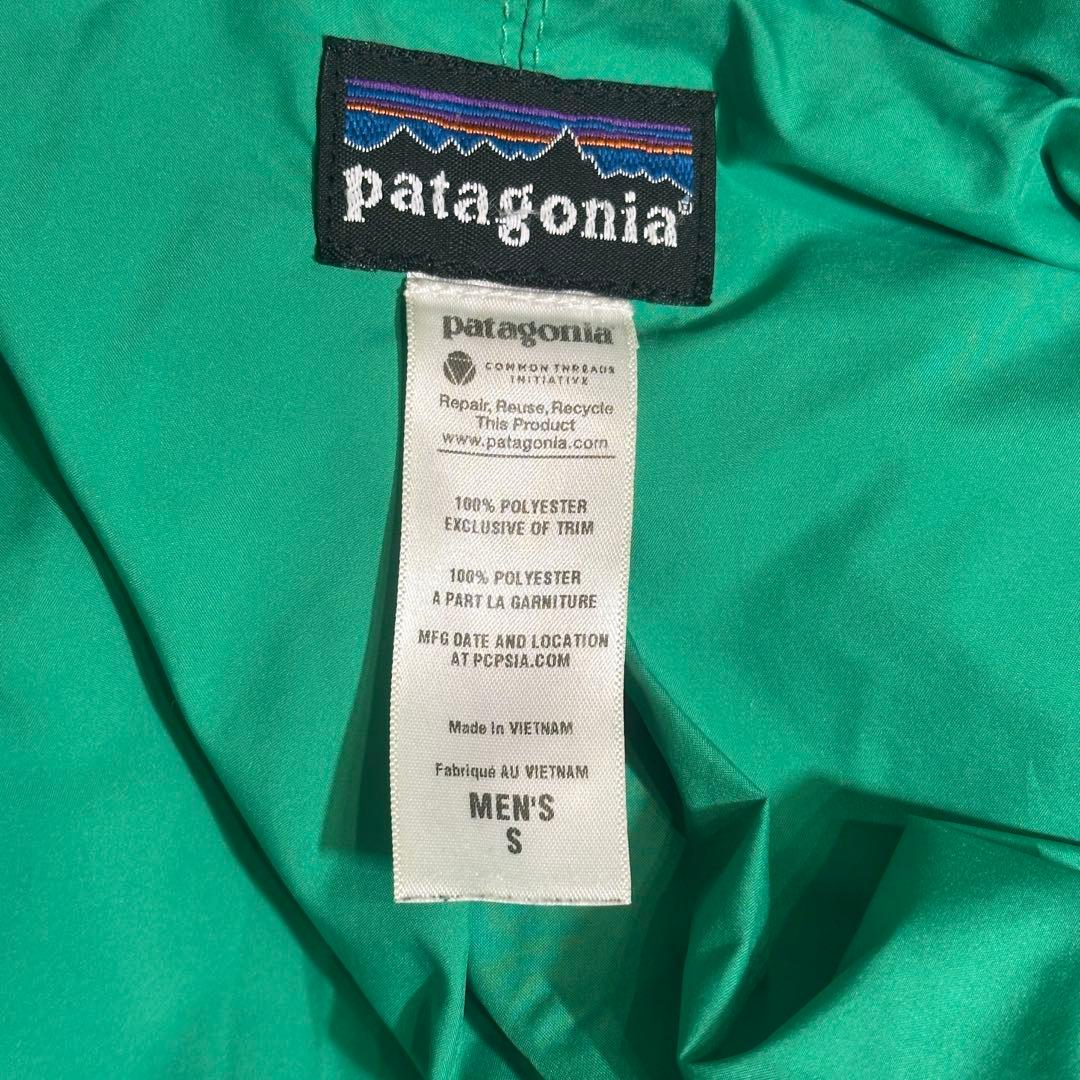 patagonia®
patagonia
COMMON THREADS
INITIATIVE
Repair, Reuse, Recycle
This Product
www.patagonia.com
100% POLYESTER
EXCLUSIVE OF TRIM
100% POLYESTER
A PART LA GARNITURE
MFG DATE AND LOCATION
AT PCPSIA.COM
Made In VIETNAM
Fabriqué AU VIETNAM
MEN'S
S